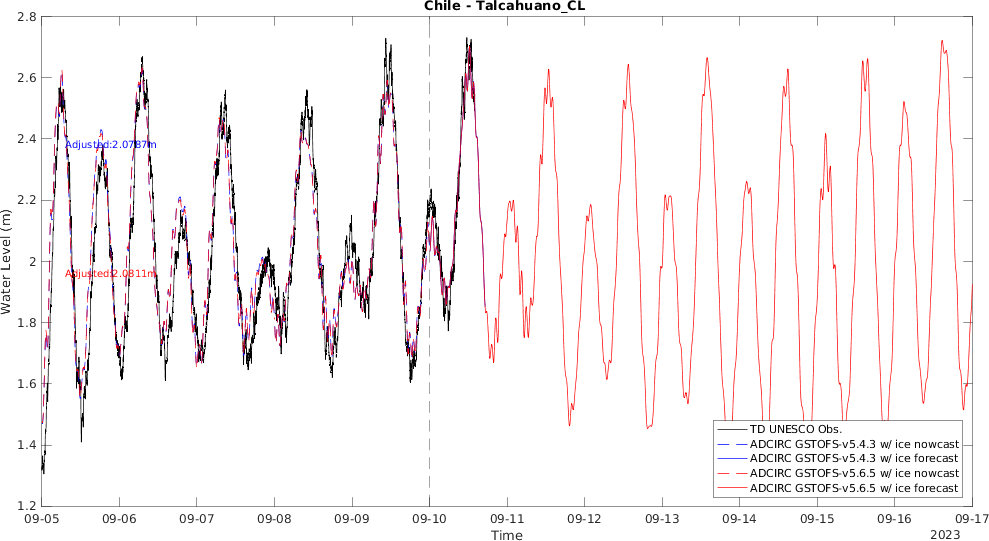 Chile - Talcahuano_CL
2.8
2.6
2.4
2.2
2
1.8
1.6
1.4
1.2
Water Level (m)
Adjusted:2.0787m
Adjusted:2.0811m
TD UNESCO Obs.
ADCIRC GSTOFS-v5.4.3 w/ ice nowcast
ADCIRC GSTOFS-v5.4.3 w/ ice forecast
ADCIRC GSTOFS-v5.6.5 w/ ice nowcast
ADCIRC GSTOFS-v5.6.5 w/ ice forecast
09-05 09-06 09-07 09-08 09-09 09-10 09-11 09-12 09-13 09-14 09-15 09-16 09-17
Time
2023